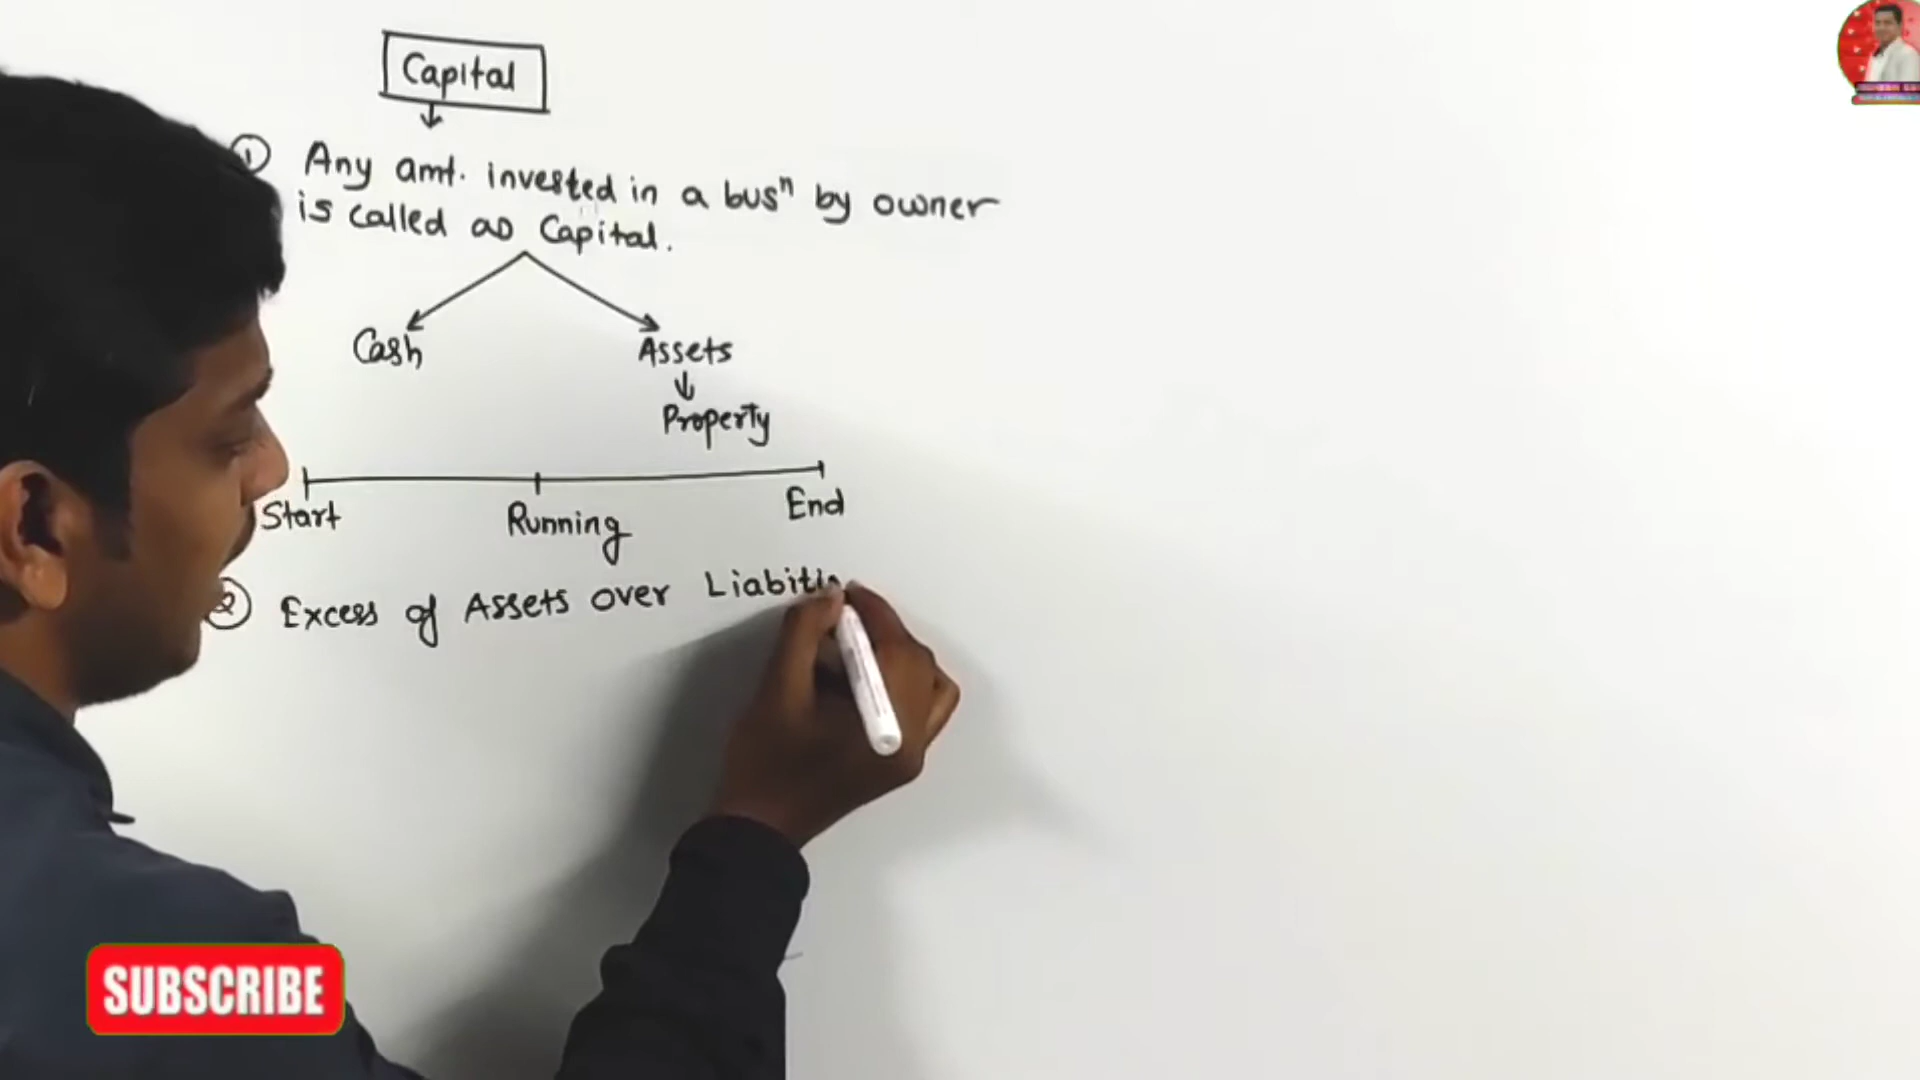 Capital
① Any amt. invested in a busⁿ by owner
is called as Capital.
Cash
Assets
Property
Start
Running
End
② Excess of Assets over
SUBSCRIBE